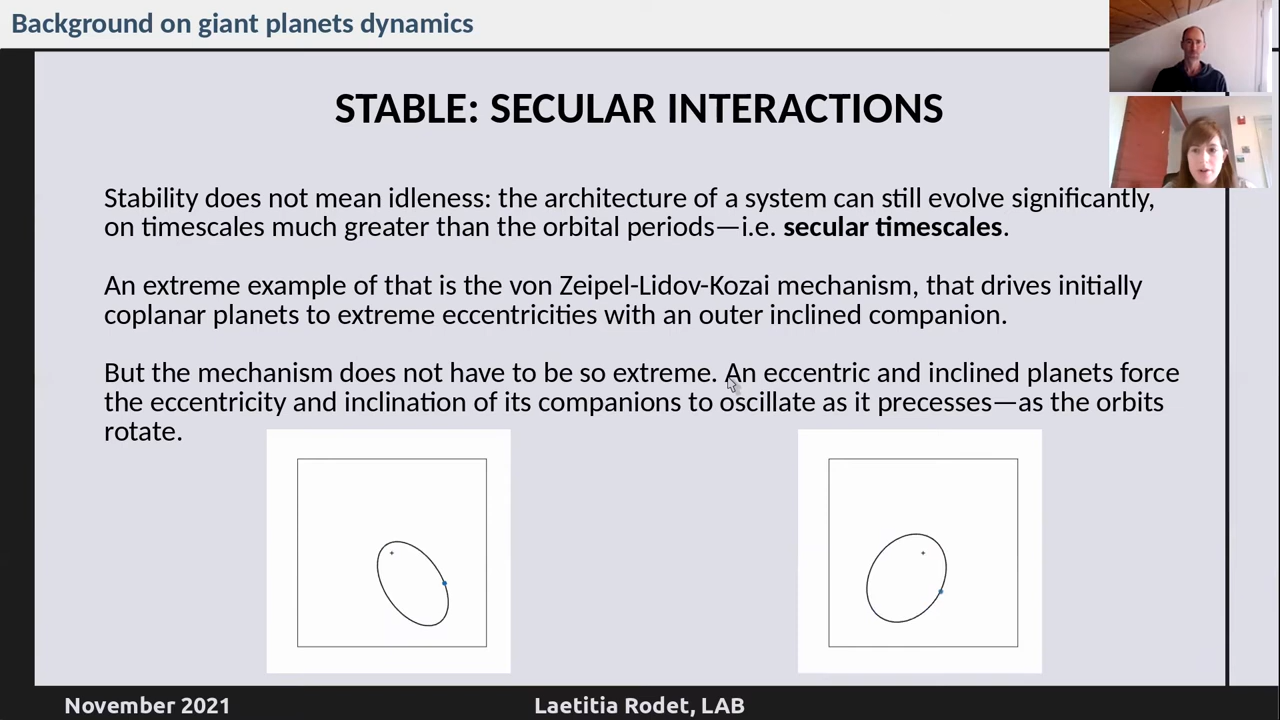 Background on giant planets dynamics
STABLE: SECULAR INTERACTIONS
Stability does not mean idleness: the architecture of a system can still evolve significantly,
on timescales much greater than the orbital periods—i.e. secular timescales.
An extreme example of that is the von Zeipel-Lidov-Kozai mechanism, that drives initially
coplanar planets to extreme eccentricities with an outer inclined companion.
But the mechanism does not have to be so extreme. An eccentric and inclined planets force
the eccentricity and inclination of its companions to oscillate as it precesses—as the orbits
rotate.
November 2021
Laetitia Rodet, LAB